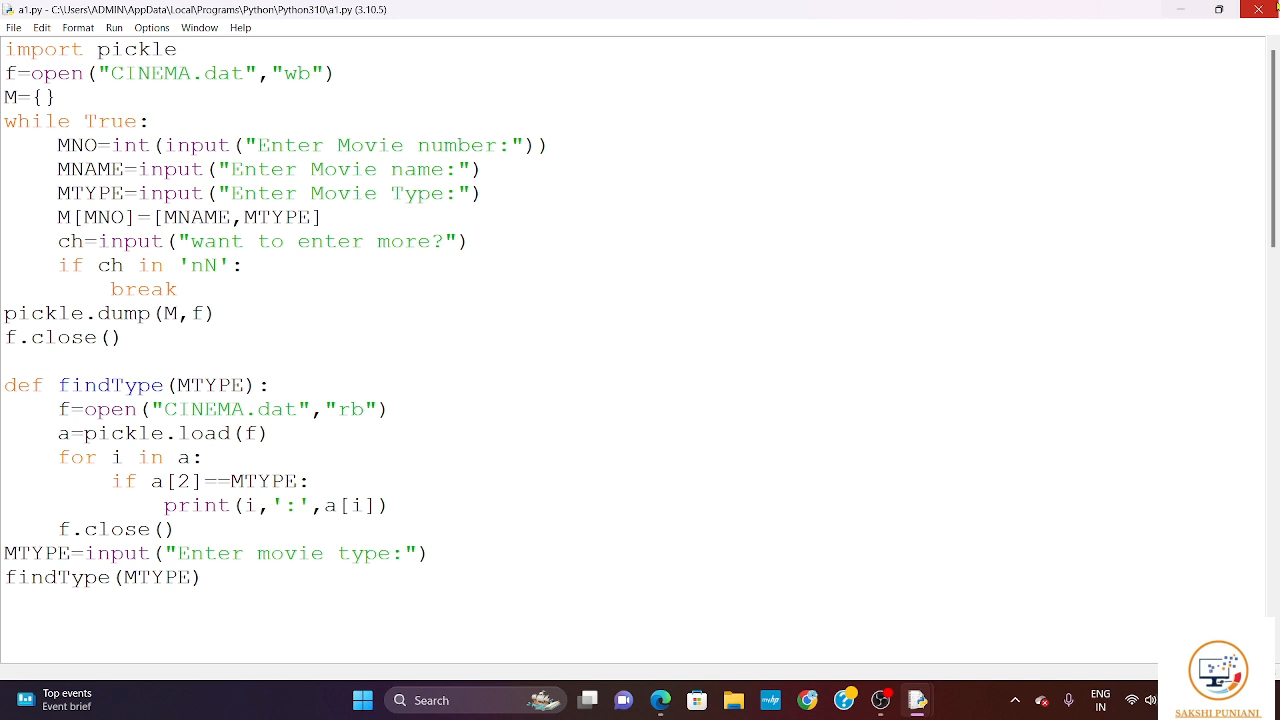 a1.py - C:\Users\ADMIN\AppData\Local\Programs\Python\Python310\a1.py (3.10.5)
File Edit Format Run Options Window Help
import pickle
f=open("CINEMA.dat","wb")
M={}
while True:
    MNO=int(input("Enter Movie number:"))
    MNAME=input("Enter Movie name:")
    MTYPE=input("Enter Movie Type:")
    M[MNO]=[MNAME,MTYPE]
    ch=input("want to enter more?")
    if ch in 'nN':
        break
pickle.dump(M,f)
f.close()
def findType(MTYPE):
    f=open("CINEMA.dat","rb")
    a=pickle.load(f)
    for i in a:
        if a[2]==MTYPE:
            print(i,':',a[i])
    f.close()
MTYPE=input("Enter movie type:")
findType(MTYPE)
SAKSHI PUNIANI
Top events
Event brief
Search
myhp
ENG
IN